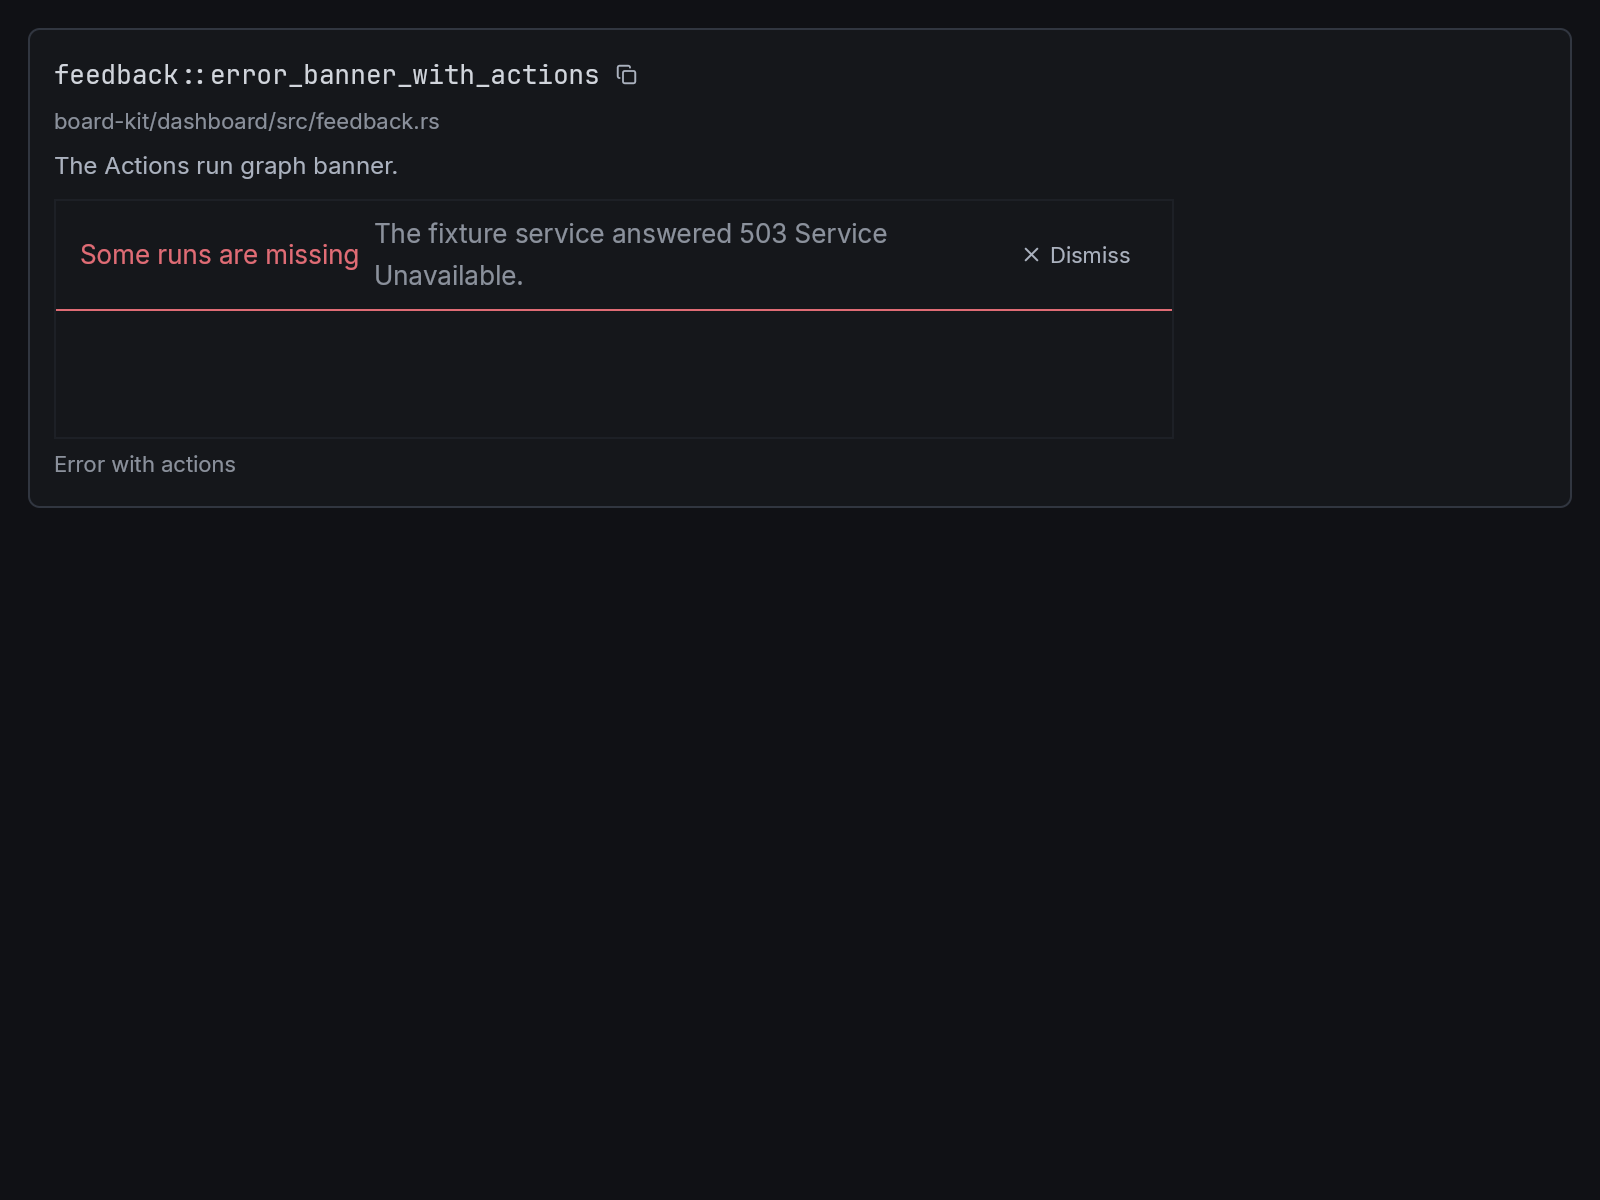 feedback::error_banner_with_actions
board-kit/dashboard/src/feedback.rs
The Actions run graph banner.
Some runs are missing
The fixture service answered 503 Service
Unavailable.
Dismiss
Error with actions